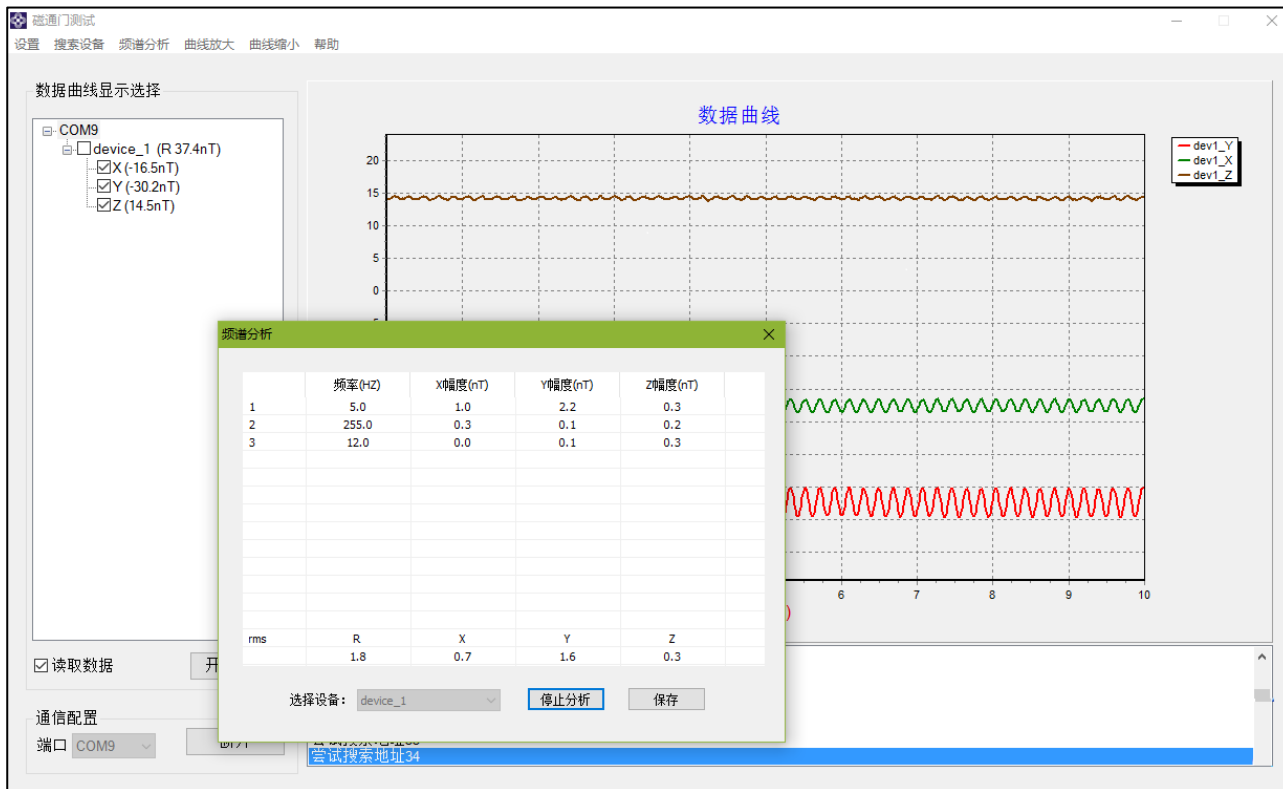 磁通门测试
设置 搜索设备 频谱分析 曲线放大 曲线缩小 帮助
数据曲线显示选择
COM9
device_1 (R 37.4nT)
X (-16.5nT)
Y (-30.2nT)
Z (14.5nT)
读取数据
开
通信配置
端口 COM9
数据曲线
20
15
10
5
0
dev1_Y
dev1_X
dev1_Z
6 7 8 9 10
)
频谱分析
频率(HZ) X幅度(nT) Y幅度(nT) Z幅度(nT)
1 5.0 1.0 2.2 0.3
2 255.0 0.3 0.1 0.2
3 12.0 0.0 0.1 0.3
rms R X Y Z
1.8 0.7 1.6 0.3
选择设备： device_1 停止分析 保存
尝试搜索地址34